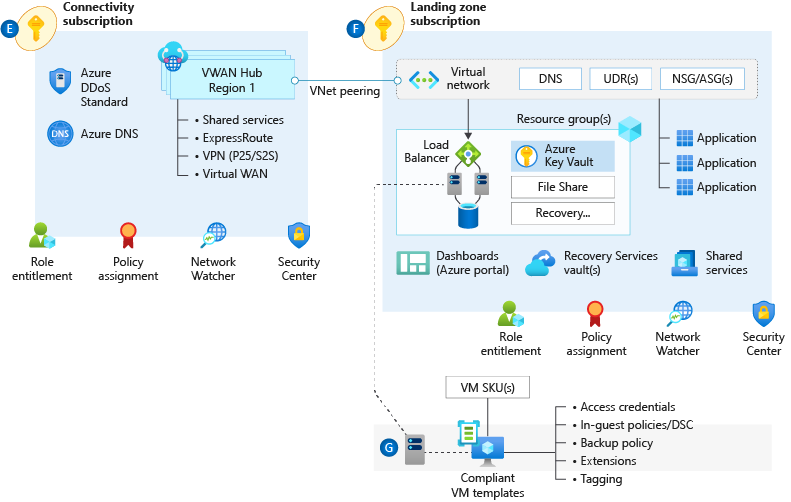 E
Connectivity
subscription
Azure
DDoS
Standard
DNS
Azure DNS
VWAN Hub
Region 1
• Shared services
• ExpressRoute
• VPN (P25/S2S)
• Virtual WAN
VNet peering
Role
entitlement
Policy
assignment
Network
Watcher
Security
Center
F
Landing zone
subscription
Virtual
network
DNS
UDR(s)
NSG/ASG(s)
Resource group(s)
Load
Balancer
Azure
Key Vault
File Share
Recovery...
Application
Application
Application
Dashboards
(Azure portal)
Recovery Services
vault(s)
Shared
services
Role
entitlement
Policy
assignment
Network
Watcher
Security
Center
VM SKU(s)
G
Compliant
VM templates
• Access credentials
• In-guest policies/DSC
• Backup policy
• Extensions
• Tagging